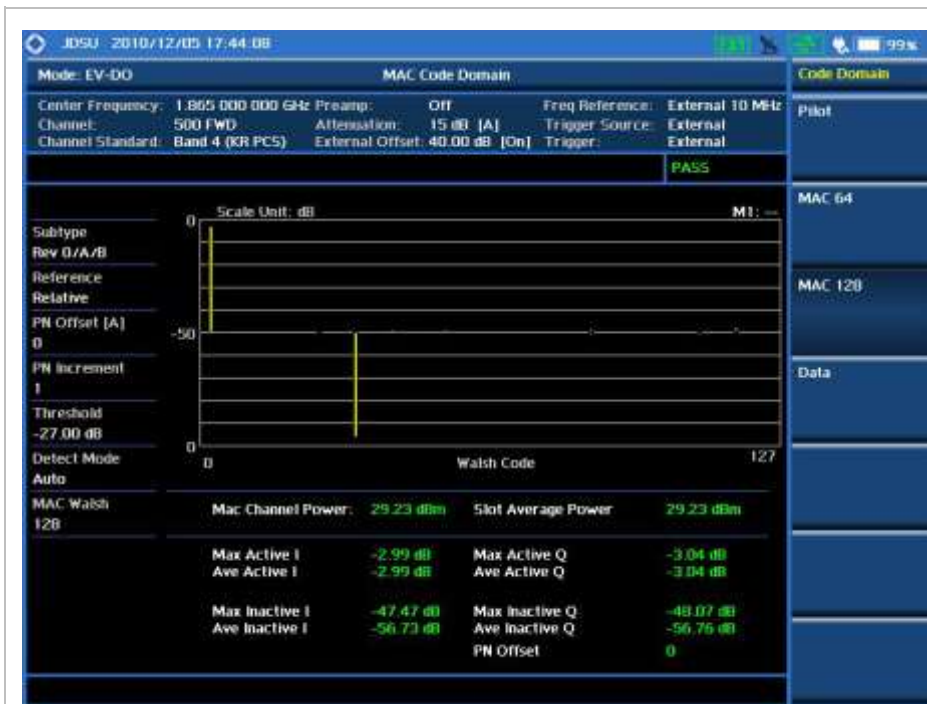 JDSU 2010/12/05 17:44:08
99%
Mode: EV-DO MAC Code Domain Code Domain
Center Frequency: 1.865 000 000 GHz Preamp: Off Freq Reference: External 10 MHz
Channel: 500 FWD Attenuation: 15 dB [A] Trigger Source: External
Channel Standard: Band 4 (KR PCS) External Offset: 40.00 dB [On] Trigger: External
PASS
Pilot
MAC 64
MAC 128
Data
Subtype
Rev 0/A/B
Reference
Relative
PN Offset [A]
0
PN Increment
1
Threshold
-27.00 dB
Detect Mode
Auto
MAC Walsh
128
Scale Unit: dB M1: --
0
-50
0
0 Walsh Code 127
Mac Channel Power: 29.23 dBm Slot Average Power 29.23 dBm
Max Active I -2.99 dB Max Active Q -3.04 dB
Ave Active I -2.99 dB Ave Active Q -3.04 dB
Max Inactive I -47.47 dB Max Inactive Q -48.07 dB
Ave Inactive I -56.73 dB Ave Inactive Q -56.76 dB
PN Offset 0